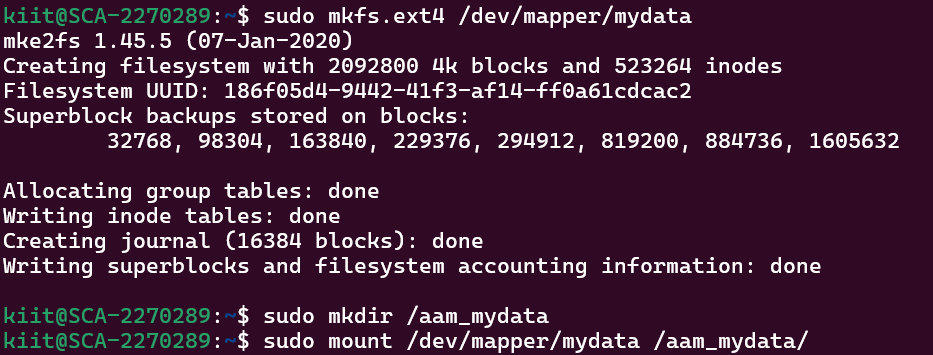 kiit@SCA-2270289:~$ sudo mkfs.ext4 /dev/mapper/mydata
mke2fs 1.45.5 (07-Jan-2020)
Creating filesystem with 2092800 4k blocks and 523264 inodes
Filesystem UUID: 186f05d4-9442-41f3-af14-ff0a61cdcac2
Superblock backups stored on blocks:
        32768, 98304, 163840, 229376, 294912, 819200, 884736, 1605632
Allocating group tables: done
Writing inode tables: done
Creating journal (16384 blocks): done
Writing superblocks and filesystem accounting information: done
kiit@SCA-2270289:~$ sudo mkdir /aam_mydata
kiit@SCA-2270289:~$ sudo mount /dev/mapper/mydata /aam_mydata/